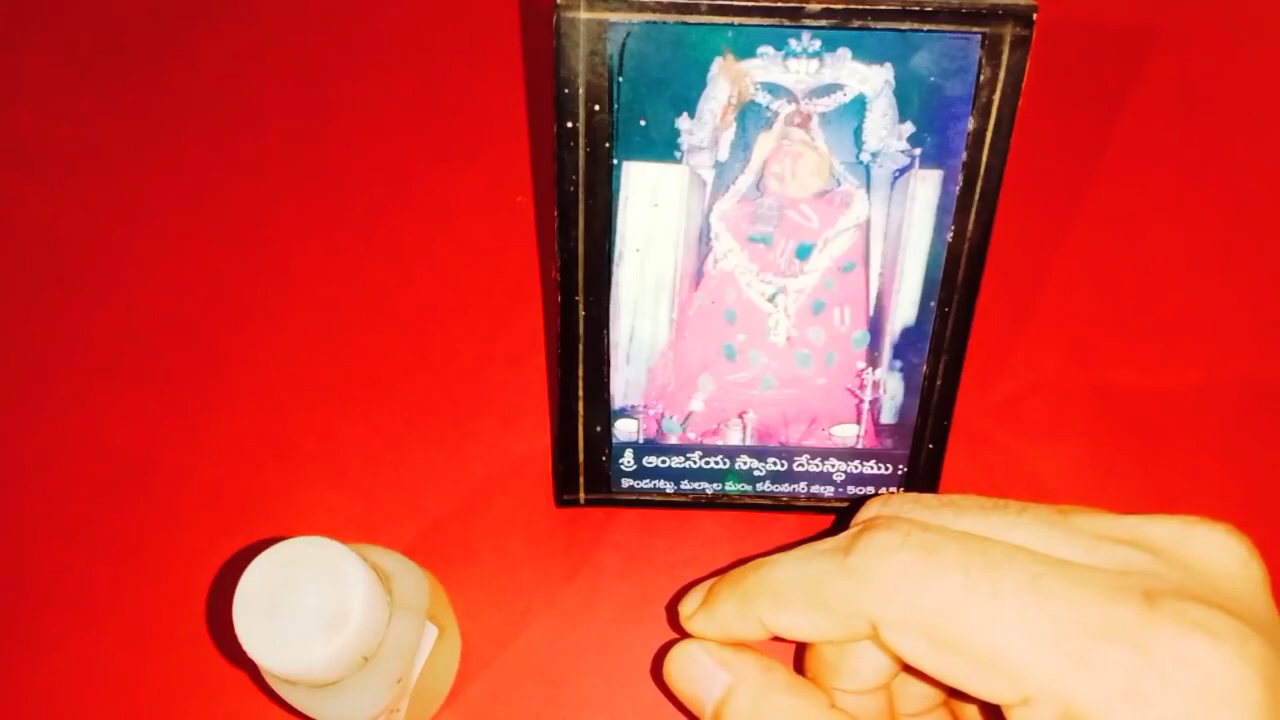 శ్రీ ఆంజనేయ స్వామి దేవస్థానము :-
కొండగట్టు, మల్యాల మం॥ కరీంనగర్ జిల్లా - 505